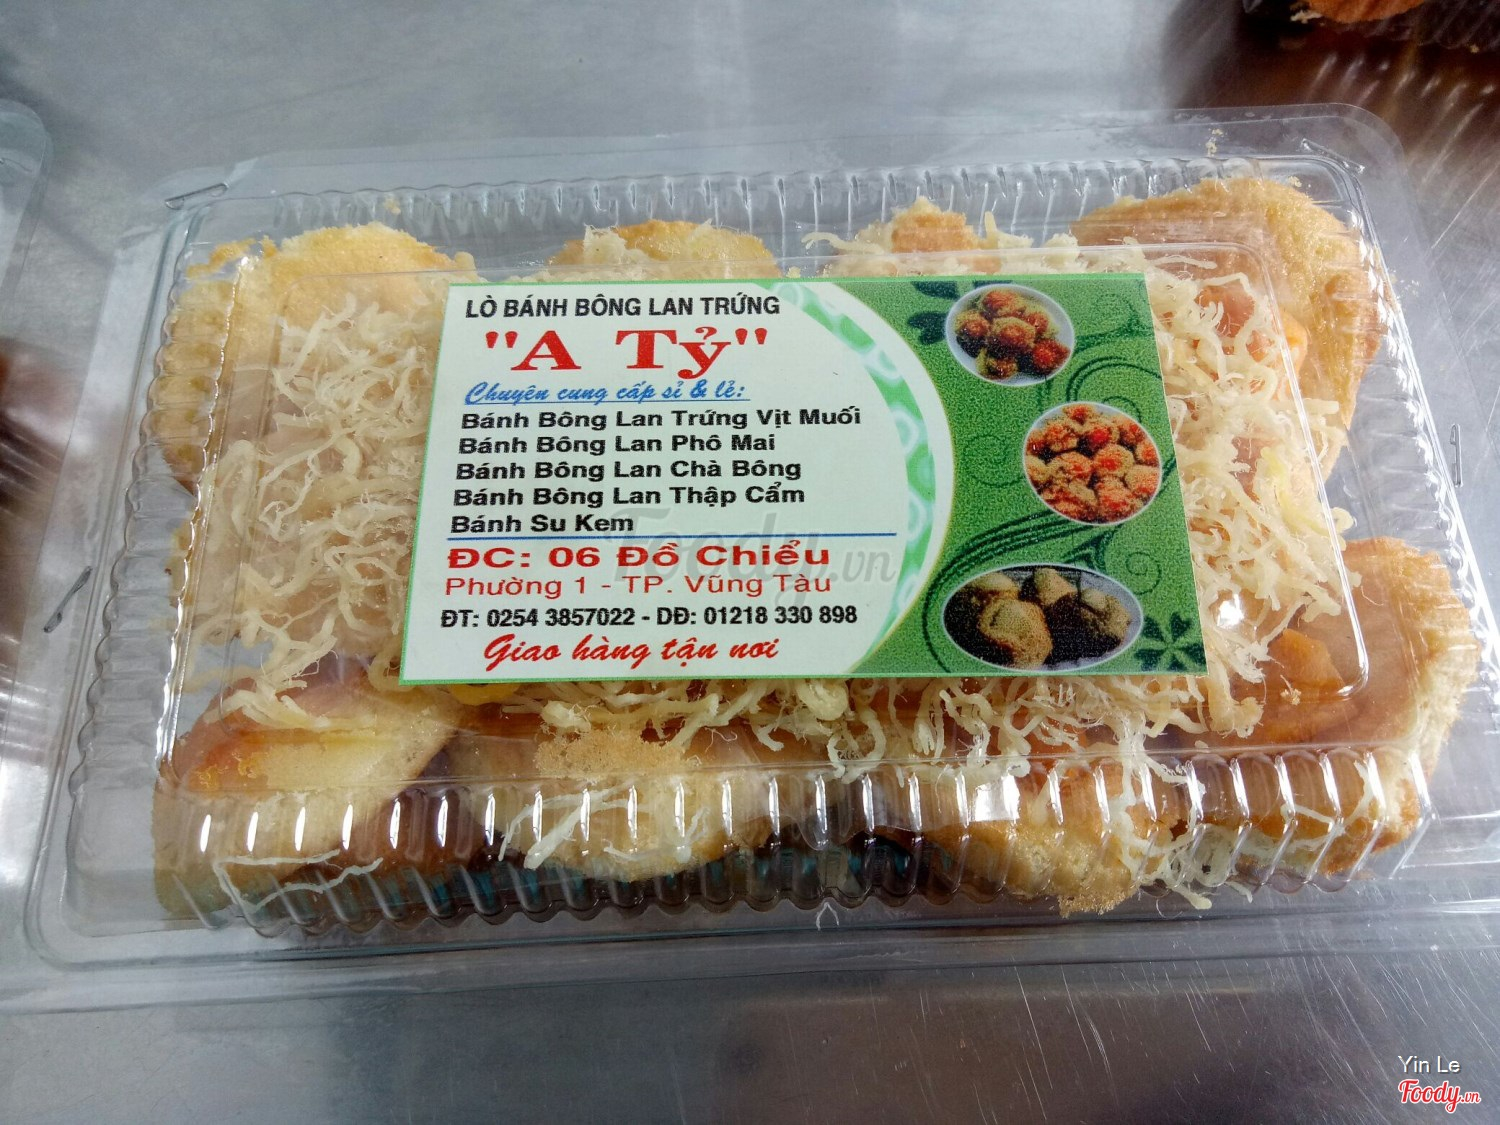 LÒ BÁNH BÔNG LAN TRỨNG
"A TỶ"
Chuyên cung cấp sỉ & lẻ:
Bánh Bông Lan Trứng Vịt Muối
Bánh Bông Lan Phô Mai
Bánh Bông Lan Chà Bông
Bánh Bông Lan Thập Cẩm
Bánh Su Kem
ĐC: 06 Đồ Chiểu
Phường 1 - TP. Vũng Tàu
ĐT: 0254 3857022 - DĐ: 01218 330 898
Giao hàng tận nơi
Foody.vn
Yin Le
Foody.vn